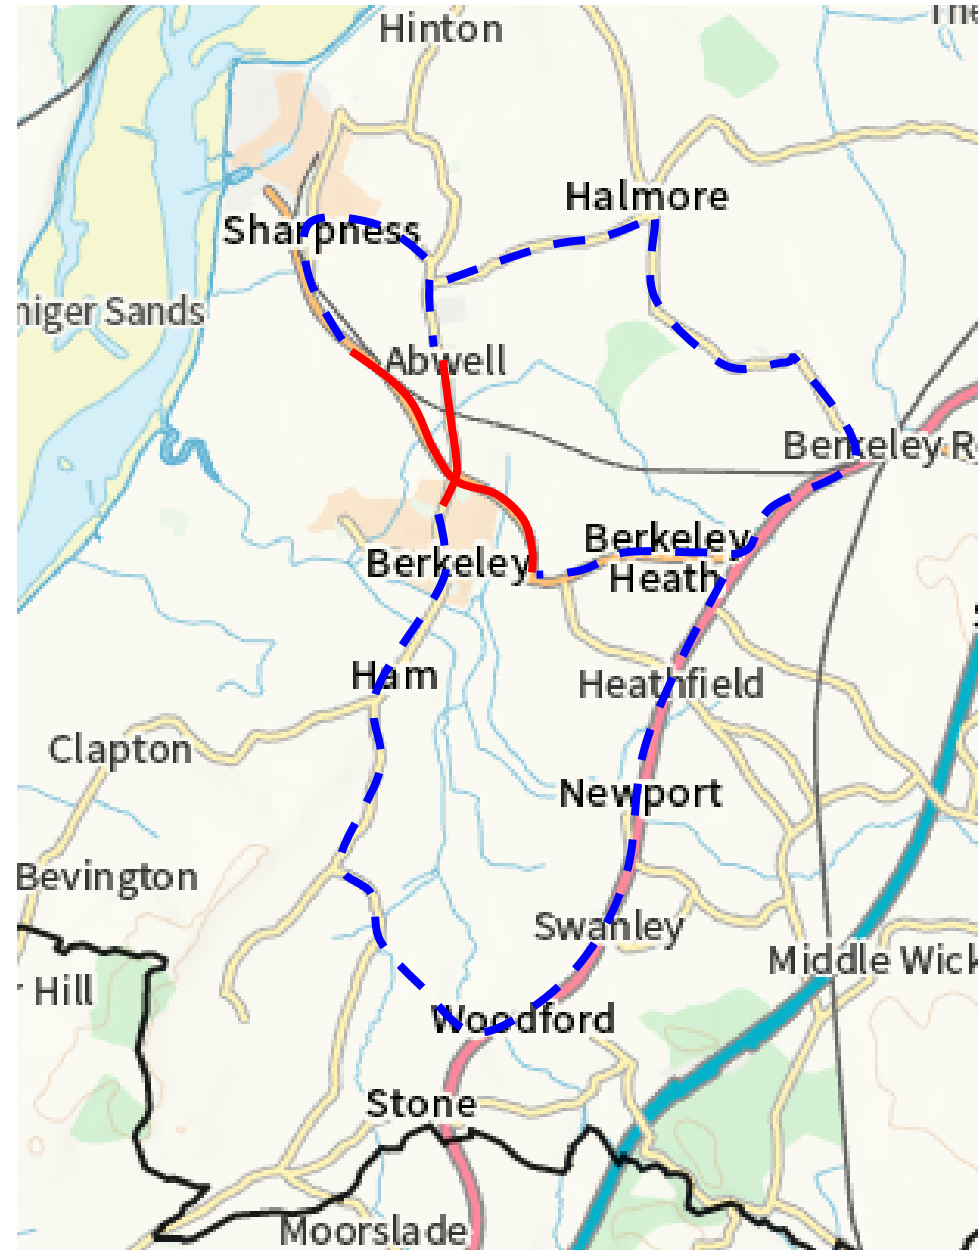 Hinton
Halmore
Sharpness
niger Sands
Abwell
Berkeley
Berkeley
Heath
Ham
Heathfield
Clapton
Newport
Bevington
Swanley
Middle Wick
Hill
Woodford
Stone
Moorslade